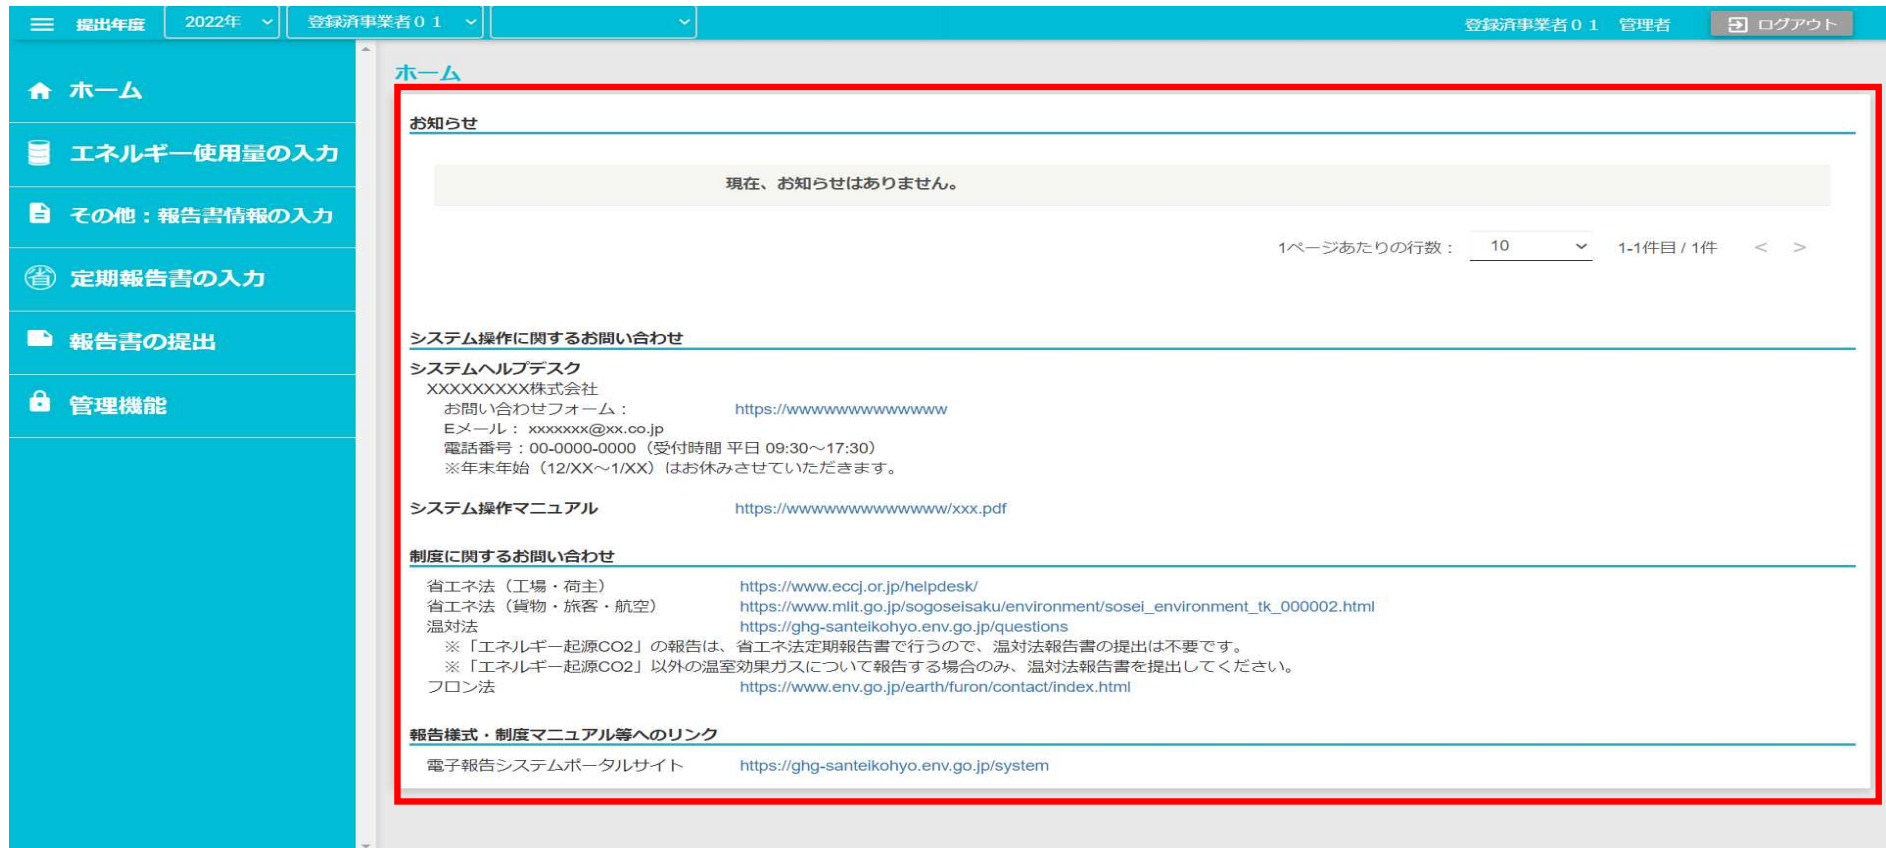 提出年度 2022年 登録済事業者０１ 登録済事業者０１ 管理者 ログアウト
ホーム
エネルギー使用量の入力
その他：報告書情報の入力
省 定期報告書の入力
報告書の提出
管理機能
ホーム
お知らせ
現在、お知らせはありません。
1ページあたりの行数： 10 1-1件目 / 1件 < >
システム操作に関するお問い合わせ
システムヘルプデスク
XXXXXXXXX株式会社
お問い合わせフォーム： https://wwwwwwwwwwwww
Eメール： xxxxxxx@xx.co.jp
電話番号：00-0000-0000（受付時間 平日 09:30～17:30）
※年末年始（12/XX～1/XX）はお休みさせていただきます。
システム操作マニュアル https://wwwwwwwwwwwww/xxx.pdf
制度に関するお問い合わせ
省エネ法（工場・荷主） https://www.eccj.or.jp/helpdesk/
省エネ法（貨物・旅客・航空） https://www.mlit.go.jp/sogoseisaku/environment/sosei_environment_tk_000002.html
温対法 https://ghg-santeikohyo.env.go.jp/questions
※「エネルギー起源CO2」の報告は、省エネ法定期報告書で行うので、温対法報告書の提出は不要です。
※「エネルギー起源CO2」以外の温室効果ガスについて報告する場合のみ、温対法報告書を提出してください。
フロン法 https://www.env.go.jp/earth/furon/contact/index.html
報告様式・制度マニュアル等へのリンク
電子報告システムポータルサイト https://ghg-santeikohyo.env.go.jp/system